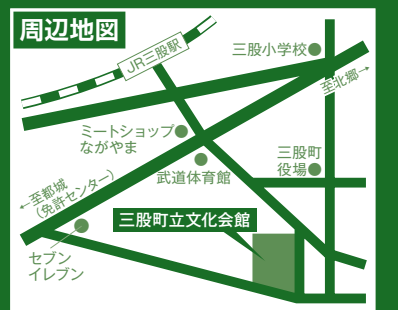 周辺地図
JR三股駅
三股小学校
至北郷→
ミートショップ
ながやま
武道体育館
三股町
役場
←至都城
（免許センター）
三股町立文化会館
セブン
イレブン